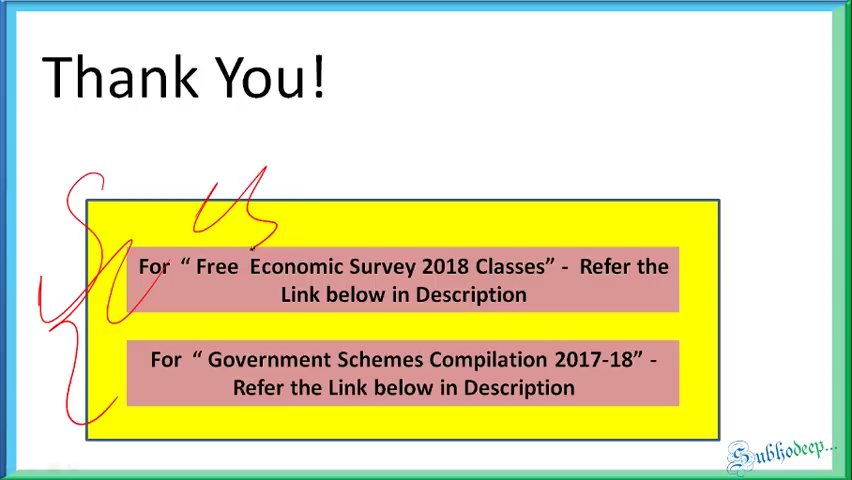 Thank You!
For “ Free Economic Survey 2018 Classes” - Refer the
Link below in Description
For “ Government Schemes Compilation 2017-18” -
Refer the Link below in Description
Subhodeep...